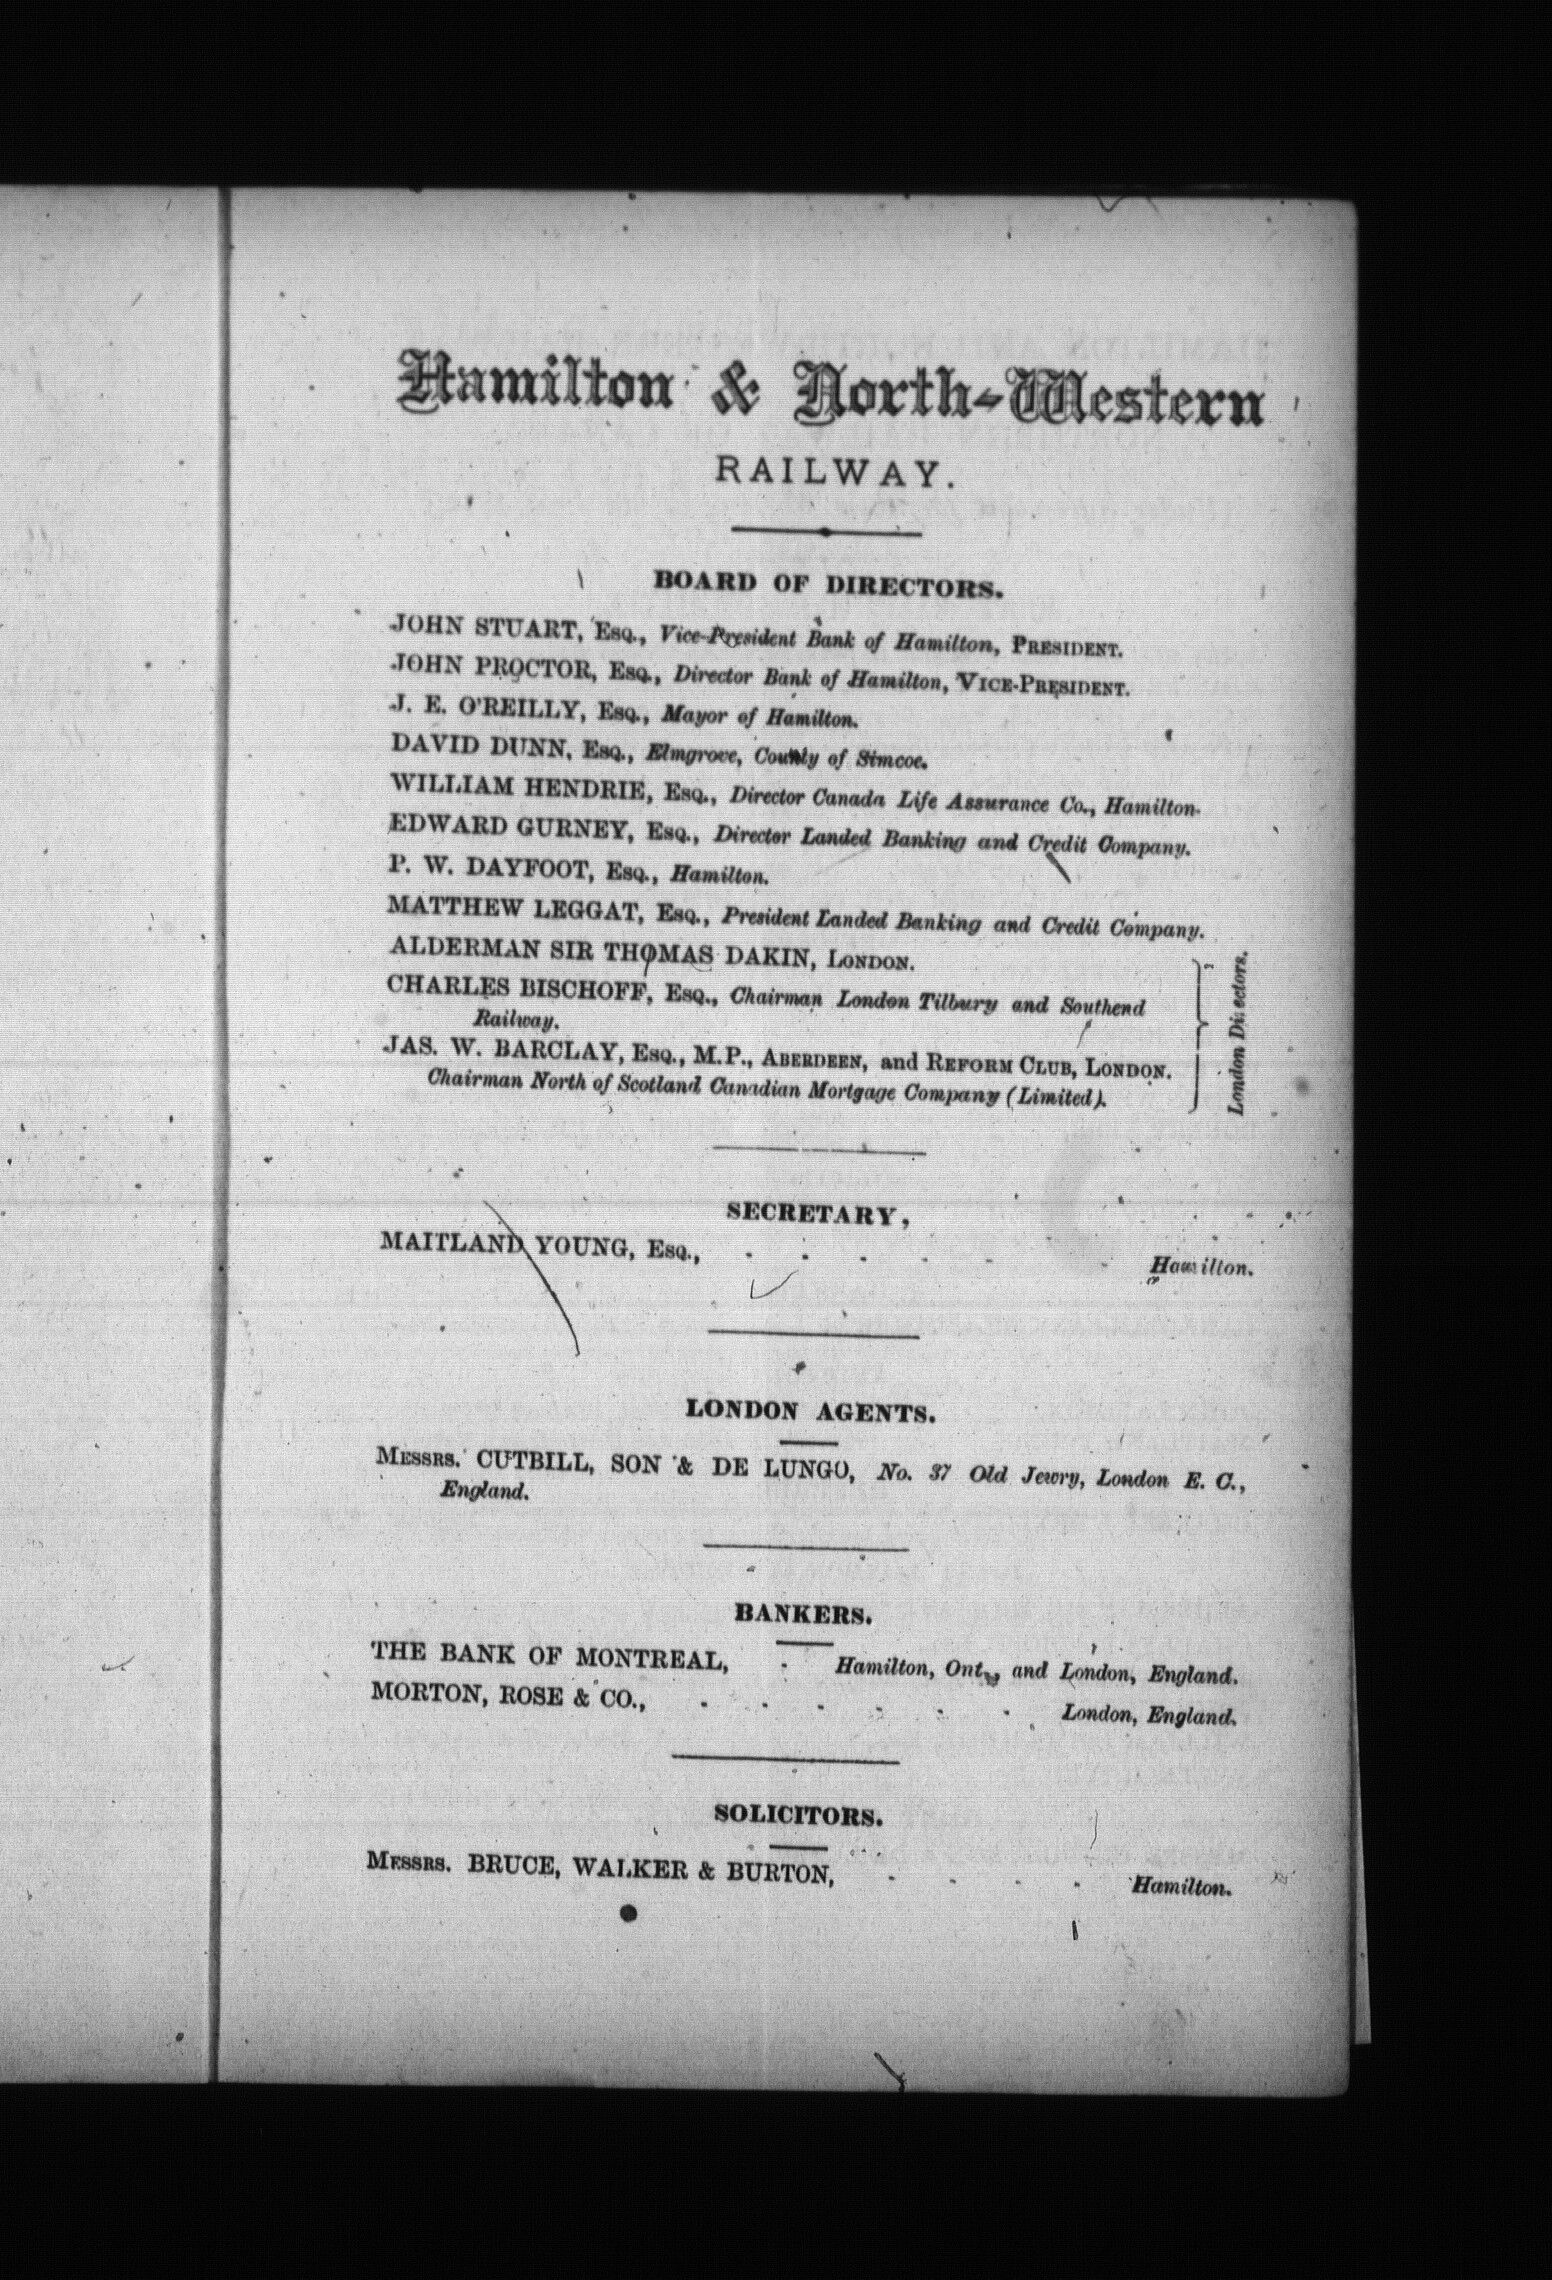 Hamilton & North-Western
RAILWAY.
BOARD OF DIRECTORS.
JOHN STUART, Esq., Vice-President Bank of Hamilton, PRESIDENT.
JOHN PROCTOR, Esq., Director Bank of Hamilton, VICE-PRESIDENT.
J. E. O'REILLY, Esq., Mayor of Hamilton.
DAVID DUNN, Esq., Elmgrove, County of Simcoe.
WILLIAM HENDRIE, Esq., Director Canada Life Assurance Co., Hamilton.
EDWARD GURNEY, Esq., Director Landed Banking and Credit Company.
P. W. DAYFOOT, Esq., Hamilton.
MATTHEW LEGGAT, Esq., President Landed Banking and Credit Company.
ALDERMAN SIR THOMAS DAKIN, LONDON.
CHARLES BISCHOFF, Esq., Chairman London Tilbury and Southend
Railway.
JAS. W. BARCLAY, Esq., M.P., ABERDEEN, and REFORM CLUB, LONDON.
Chairman North of Scotland Canadian Mortgage Company (Limited).
London Directors.
SECRETARY,
MAITLAND YOUNG, Esq., - - - - - - - Hamilton.
LONDON AGENTS.
MESSRS. CUTBILL, SON & DE LUNGO, No. 37 Old Jewry, London E. C.,
England.
BANKERS.
THE BANK OF MONTREAL, - Hamilton, Ont., and London, England.
MORTON, ROSE & CO., - - - - - - London, England.
SOLICITORS.
MESSRS. BRUCE, WALKER & BURTON, - - - - Hamilton.